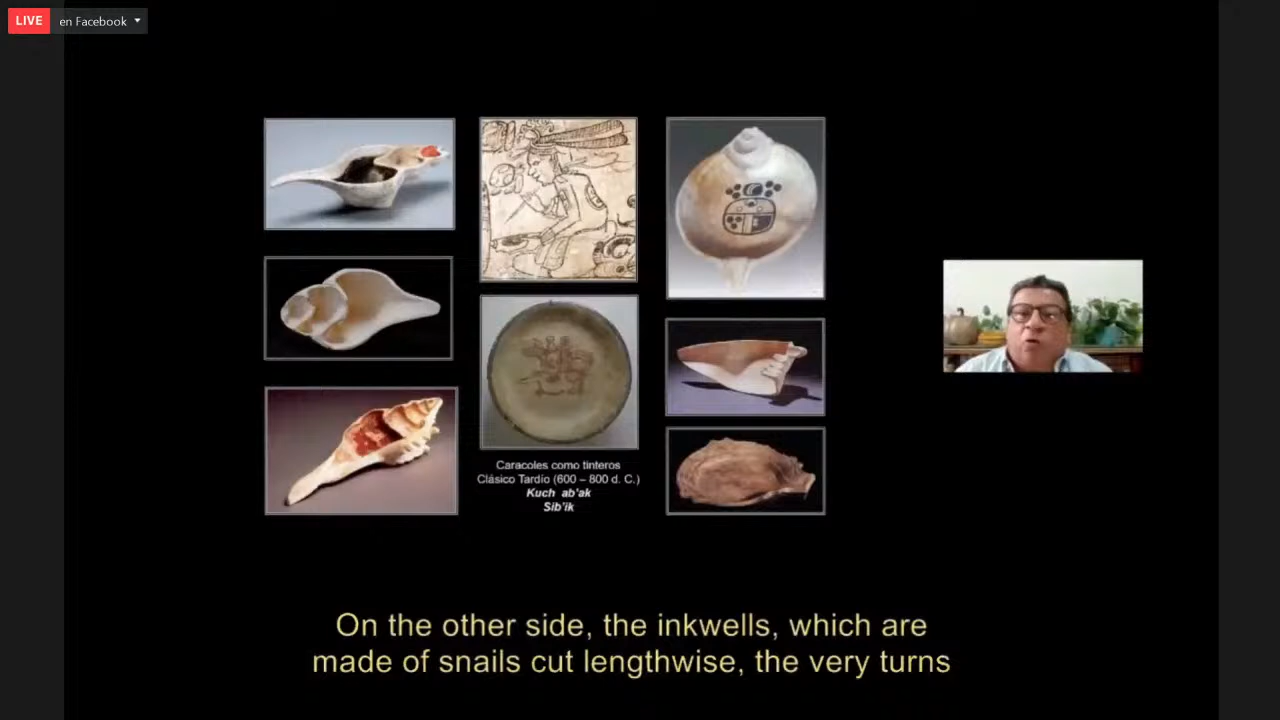 LIVE en Facebook
Caracoles como tinteros
Clásico Tardío (600 – 800 d. C.)
Kuch ab'ak
Sib'ik
On the other side, the inkwells, which are
made of snails cut lengthwise, the very turns